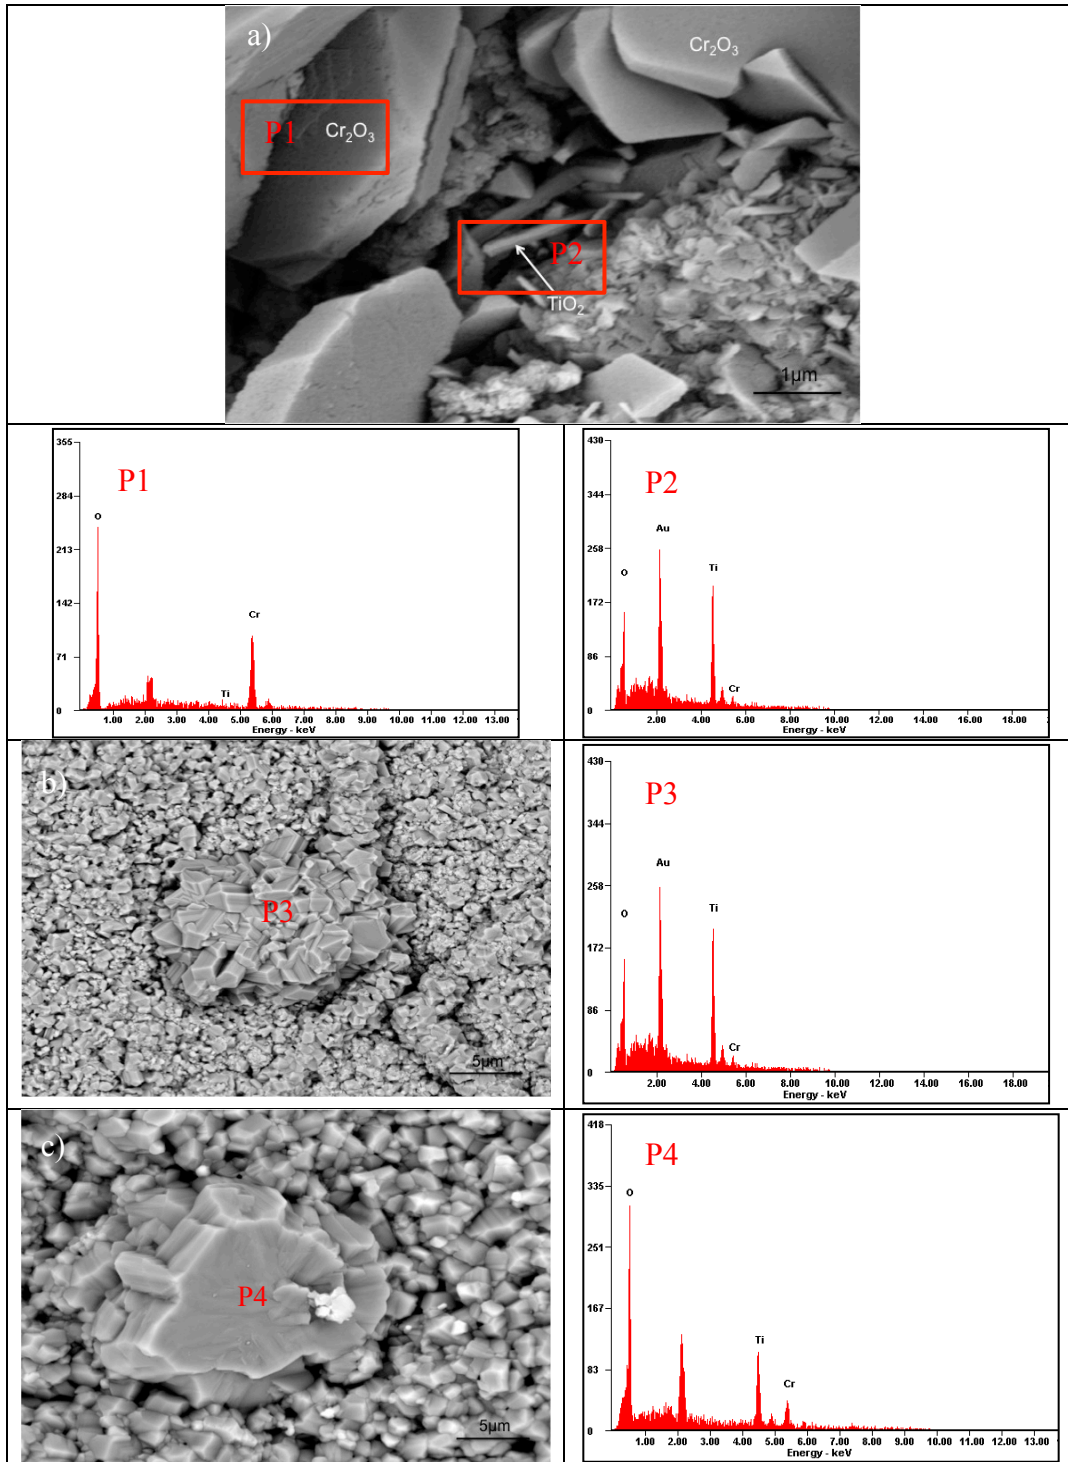 a)
Cr₂O₃
P1
Cr₂O₃
P2
TiO₂
1µm
355
284
213
142
71
0
P1
O
Ti
Cr
1.00 2.00 3.00 4.00 5.00 6.00 7.00 8.00 9.00 10.00 11.00 12.00 13.00
Energy - keV
430
344
258
172
86
0
P2
O
Au
Ti
Cr
2.00 4.00 6.00 8.00 10.00 12.00 14.00 16.00 18.00
Energy - keV
b)
P3
5µm
430
344
258
172
86
0
P3
O
Au
Ti
Cr
2.00 4.00 6.00 8.00 10.00 12.00 14.00 16.00 18.00
Energy - keV
c)
P4
5µm
418
335
251
167
83
0
P4
O
Ti
Cr
1.00 2.00 3.00 4.00 5.00 6.00 7.00 8.00 9.00 10.00 11.00 12.00 13.00
Energy - keV